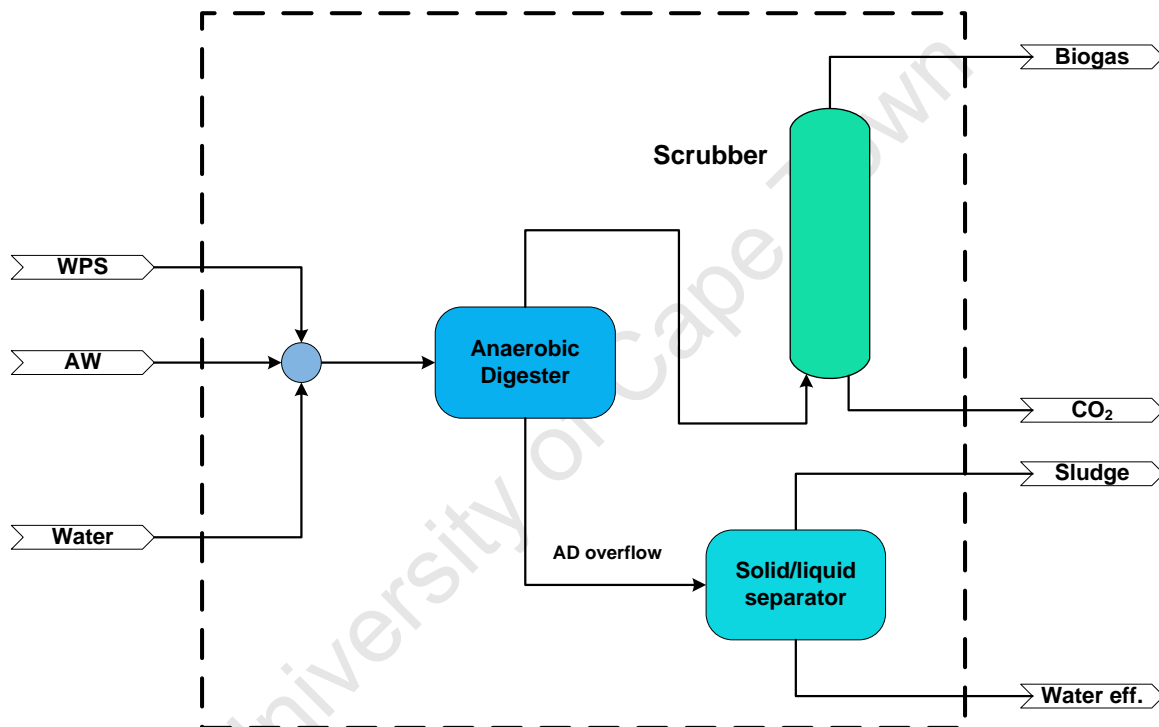 Biogas
Scrubber
WPS
Anaerobic
Digester
AW
CO₂
Sludge
Water
AD overflow
Solid/liquid
separator
Water eff.
University of Cape Town